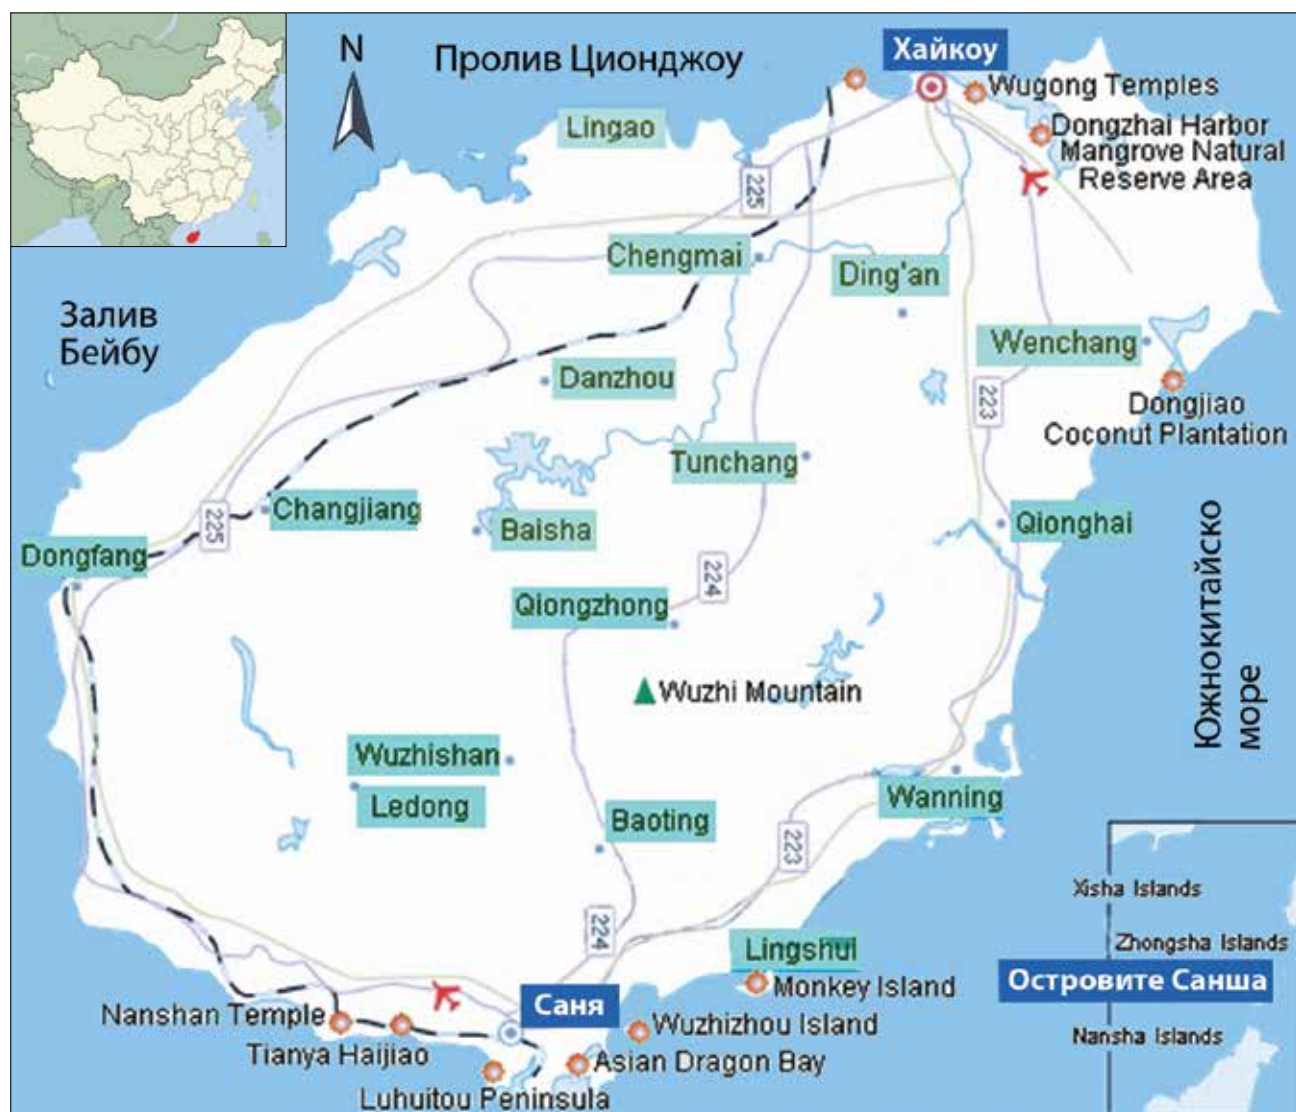 N
Пролив Ционджоу
Хайкоу
Wugong Temples
Lingao
Dongzhai Harbor
Mangrove Natural
Reserve Area
225
Chengmai
Ding'an
Залив
Бейбу
Wenchang
Danzhou
223
Dongjiao
Coconut Plantation
Tunchang
Changjiang
225
Baisha
Qionghai
Dongfang
224
Qiongzhong
Южнокитайско
море
Wuzhi Mountain
Wuzhishan
Ledong
Wanning
Baoting
223
Xisha Islands
224
Lingshui
Zhongsha Islands
Островите Санша
Monkey Island
Саня
Nanshan Temple
Wuzhizhou Island
Nansha Islands
Tianya Haijiao
Asian Dragon Bay
Luhuitou Peninsula